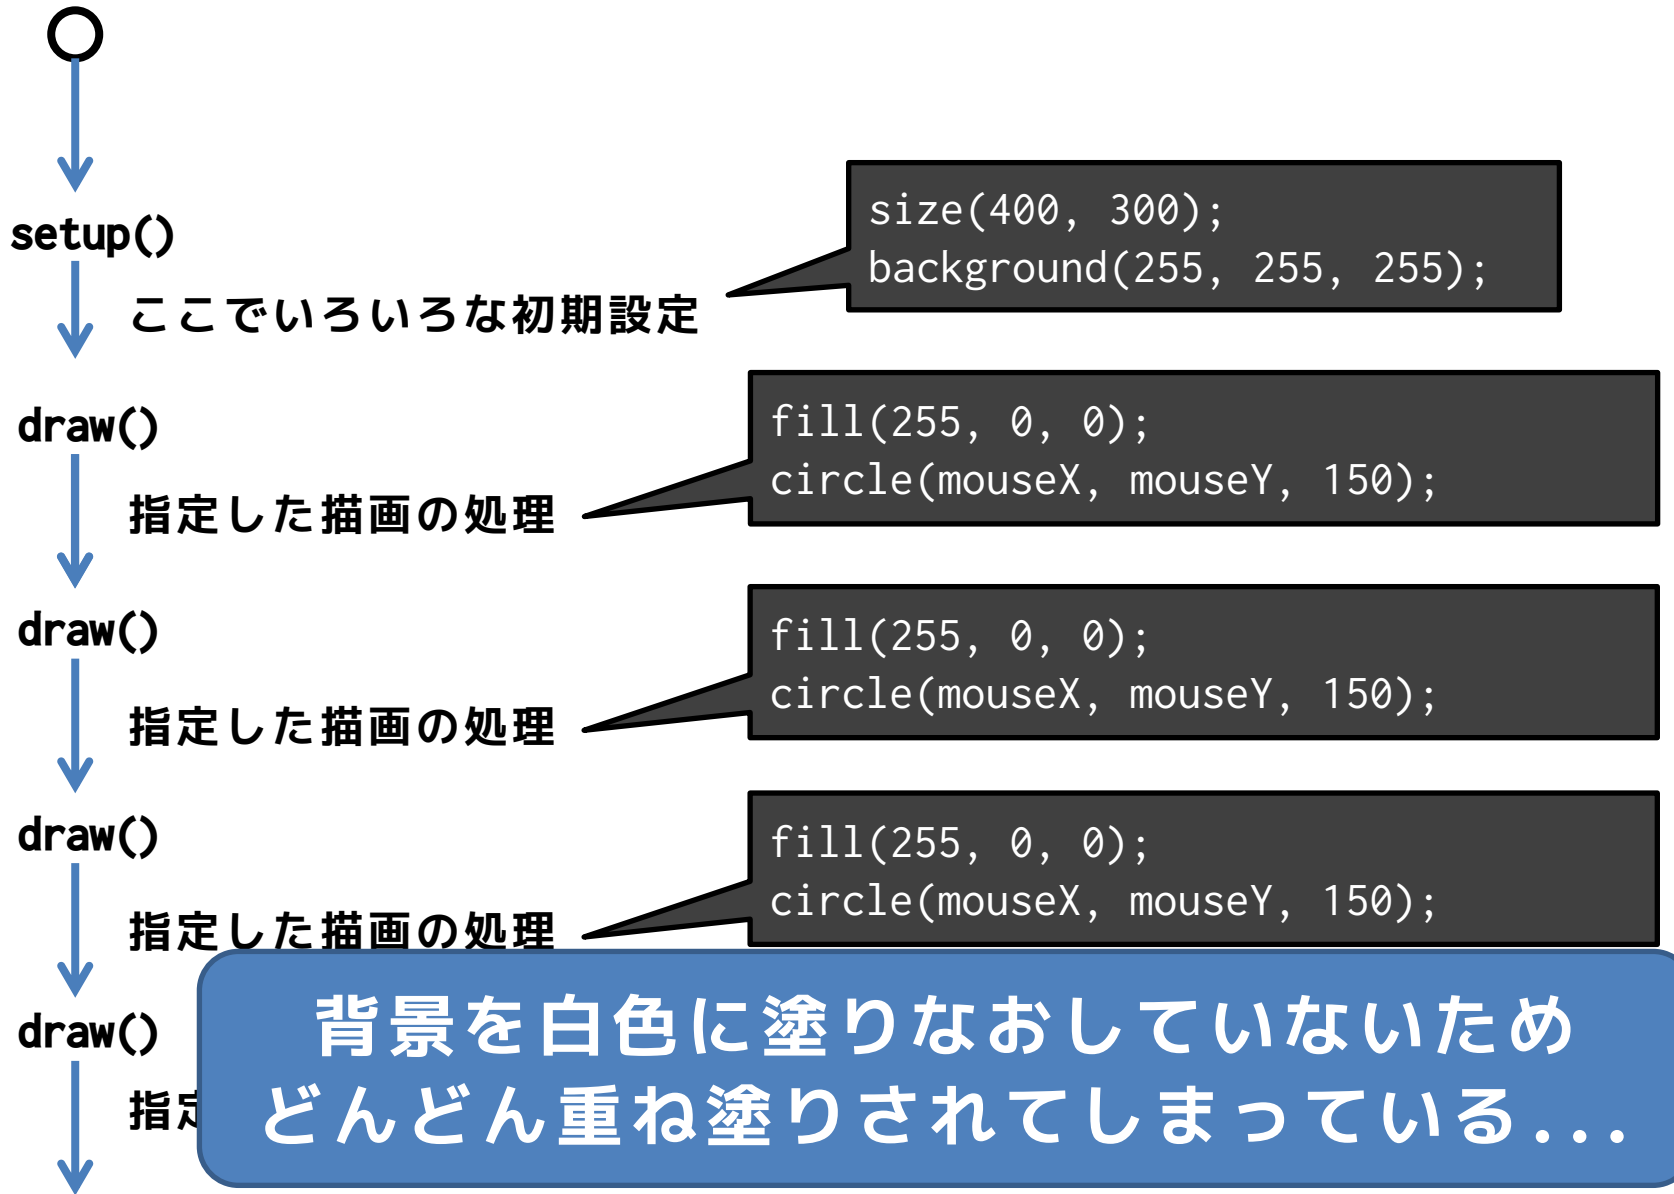 setup()
size(400, 300);
background(255, 255, 255);
ここでいろいろな初期設定
draw()
fill(255, 0, 0);
circle(mouseX, mouseY, 150);
指定した描画の処理
draw()
fill(255, 0, 0);
circle(mouseX, mouseY, 150);
指定した描画の処理
draw()
fill(255, 0, 0);
circle(mouseX, mouseY, 150);
指定した描画の処理
draw()
指定
背景を白色に塗りなおしていないため
どんどん重ね塗りされてしまっている...